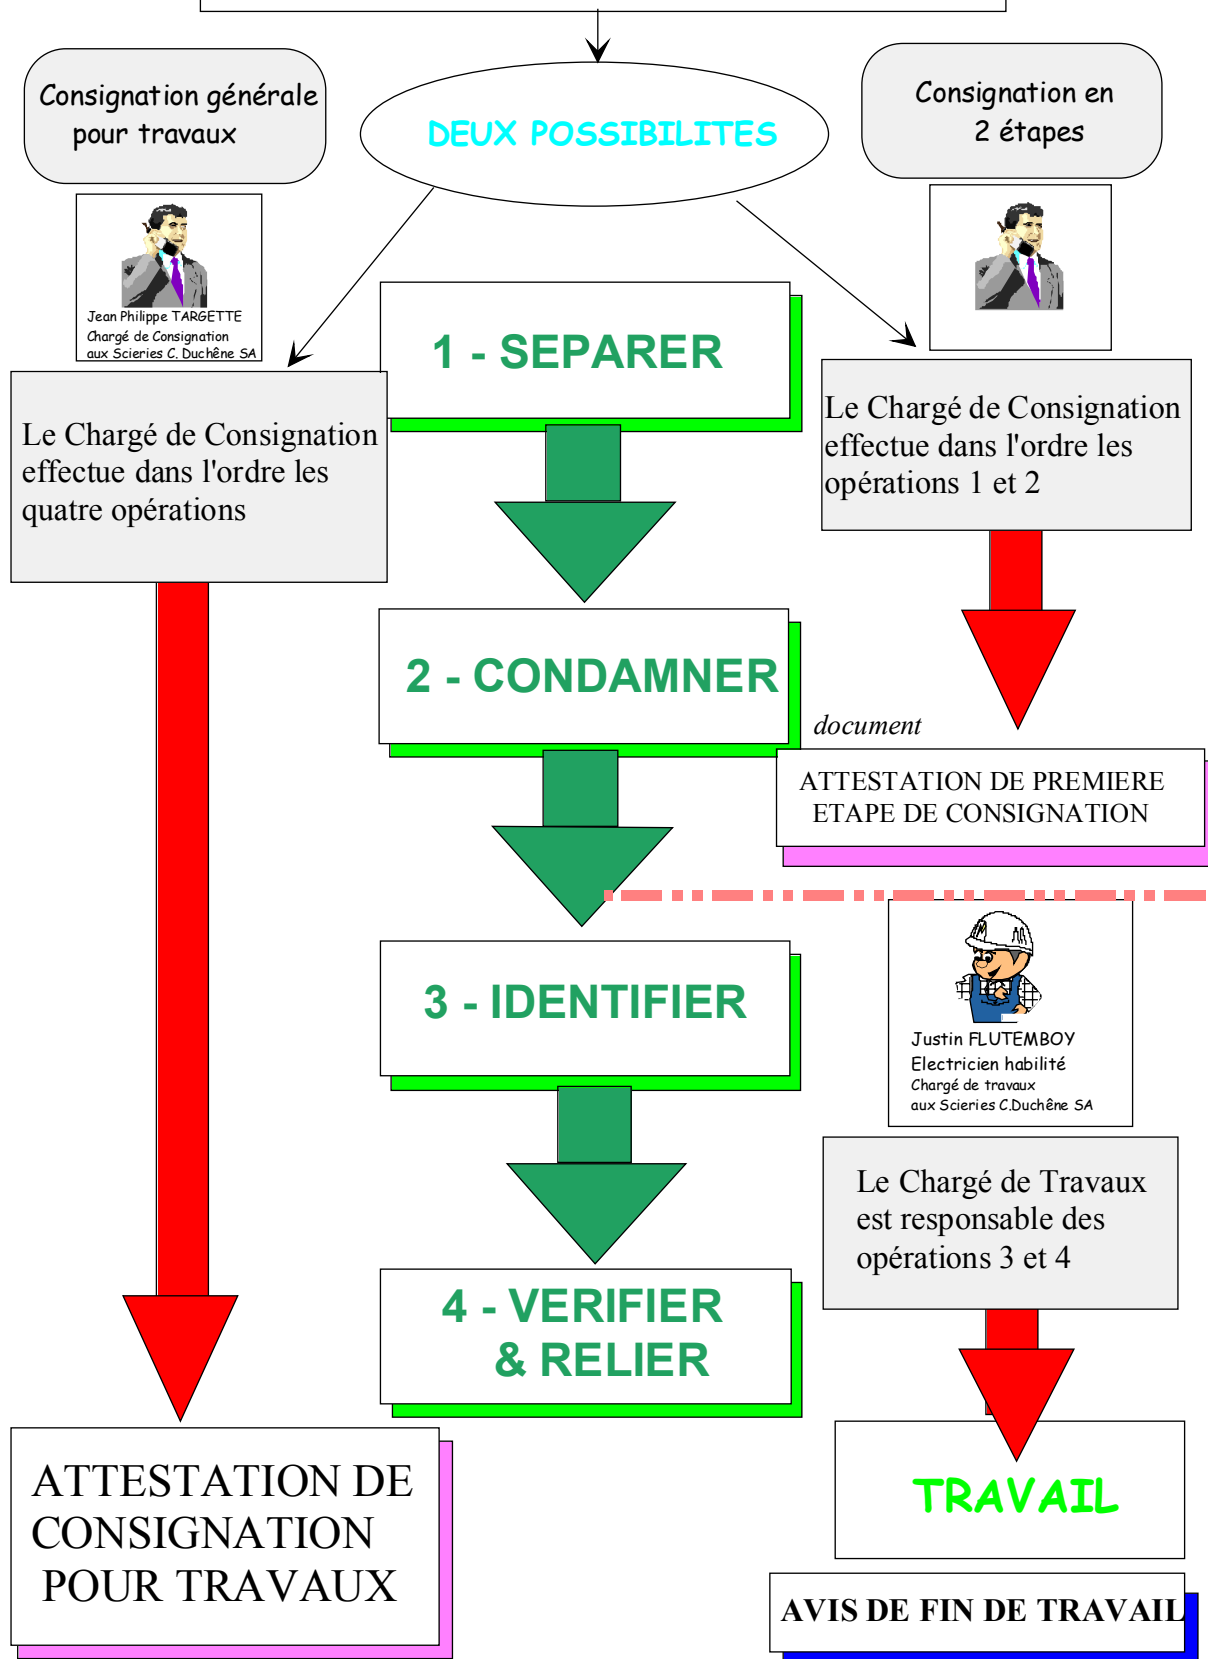 Consignation générale
pour travaux
DEUX POSSIBILITES
Consignation en
2 étapes
Jean Philippe TARGETTE
Chargé de Consignation
aux Scieries C. Duchêne SA
1 - SEPARER
Le Chargé de Consignation
effectue dans l'ordre les
quatre opérations
Le Chargé de Consignation
effectue dans l'ordre les
opérations 1 et 2
2 - CONDAMNER
document
ATTESTATION DE PREMIERE
ETAPE DE CONSIGNATION
3 - IDENTIFIER
Justin FLUTEMBOY
Electricien habilité
Chargé de travaux
aux Scieries C.Duchêne SA
Le Chargé de Travaux
est responsable des
opérations 3 et 4
4 - VERIFIER
& RELIER
ATTESTATION DE
CONSIGNATION
POUR TRAVAUX
TRAVAIL
AVIS DE FIN DE TRAVAIL